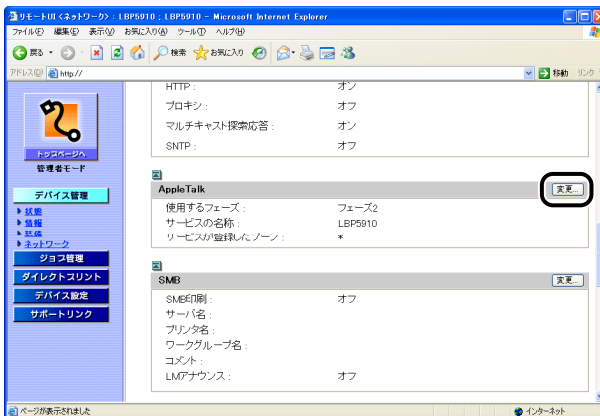 リモートUI <ネットワーク> : LBP5910 ; LBP5910 - Microsoft Internet Explorer
ファイル(F) 編集(E) 表示(V) お気に入り(A) ツール(T) ヘルプ(H)
戻る 検索 お気に入り
アドレス(D) http:// 移動 リンク
トップページへ
管理者モード
デバイス管理
状態
情報
装備
ネットワーク
ジョブ管理
ダイレクトプリント
デバイス設定
サポートリンク
HTTP : オン
プロキシ : オフ
マルチキャスト探索応答 : オン
SNTP : オフ
AppleTalk 変更...
使用するフェーズ : フェーズ2
サービスの名称 : LBP5910
サービスが登録したゾーン : *
SMB 変更...
SMB印刷 : オフ
サーバ名 :
プリンタ名 :
ワークグループ名 :
コメント :
LMアナウンス : オフ
ページが表示されました インターネット